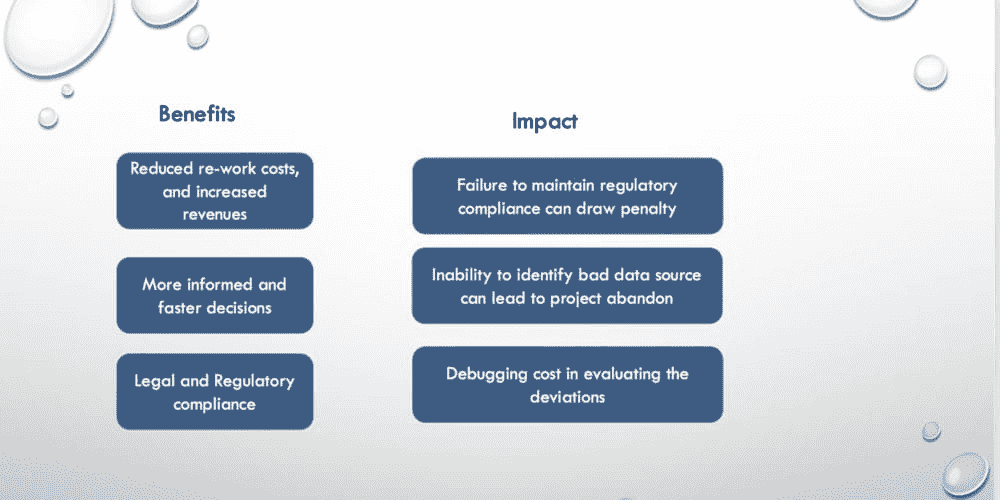 Benefits
Reduced re-work costs,
and increased
revenues
More informed and
faster decisions
Legal and Regulatory
compliance
Impact
Failure to maintain regulatory
compliance can draw penalty
Inability to identify bad data source
can lead to project abandon
Debugging cost in evaluating the
deviations